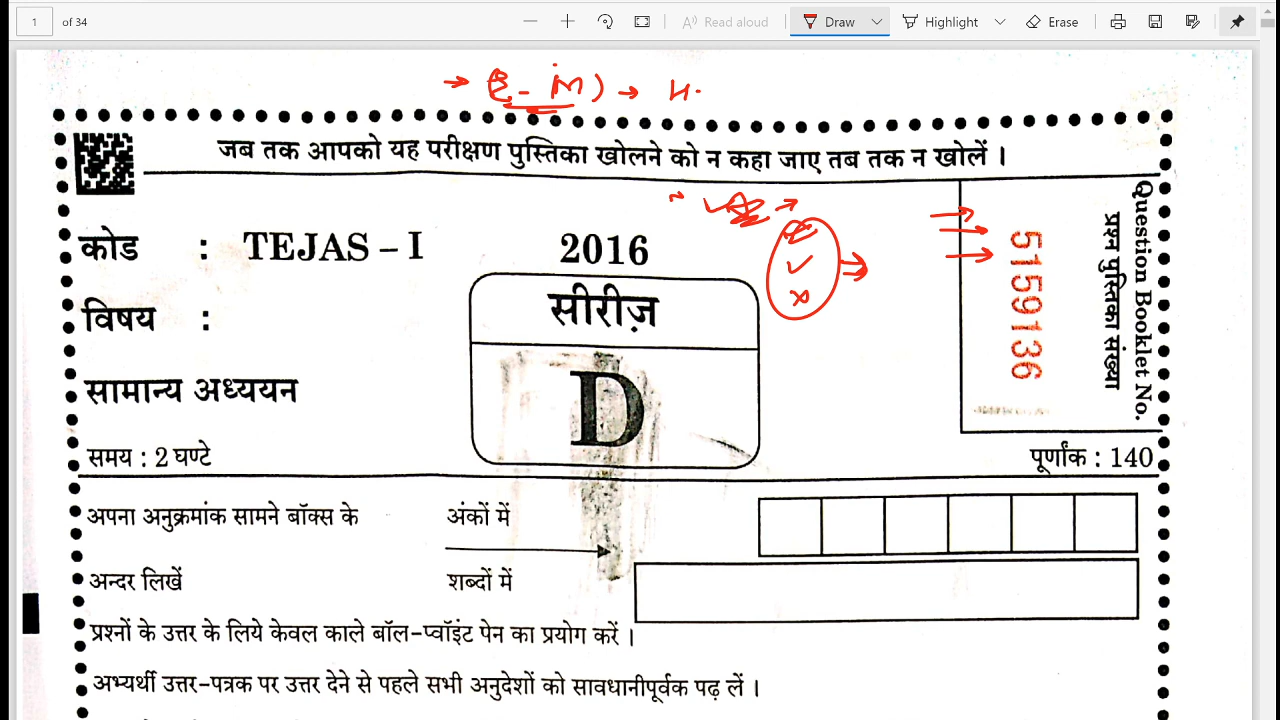 1 of 34 Read aloud Draw Highlight Erase
जब तक आपको यह परीक्षण पुस्तिका खोलने को न कहा जाए तब तक न खोलें ।
कोड : TEJAS – I 2016
विषय :
सीरीज़
सामान्य अध्ययन
D
Question Booklet No.
प्रश्न पुस्तिका संख्या
5159136
समय : 2 घण्टे
पूर्णांक : 140
अपना अनुक्रमांक सामने बॉक्स के अंकों में
अन्दर लिखें शब्दों में
प्रश्नों के उत्तर के लिये केवल काले बॉल-प्वॉइंट पेन का प्रयोग करें ।
अभ्यर्थी उत्तर-पत्रक पर उत्तर देने से पहले सभी अनुदेशों को सावधानीपूर्वक पढ़ लें ।